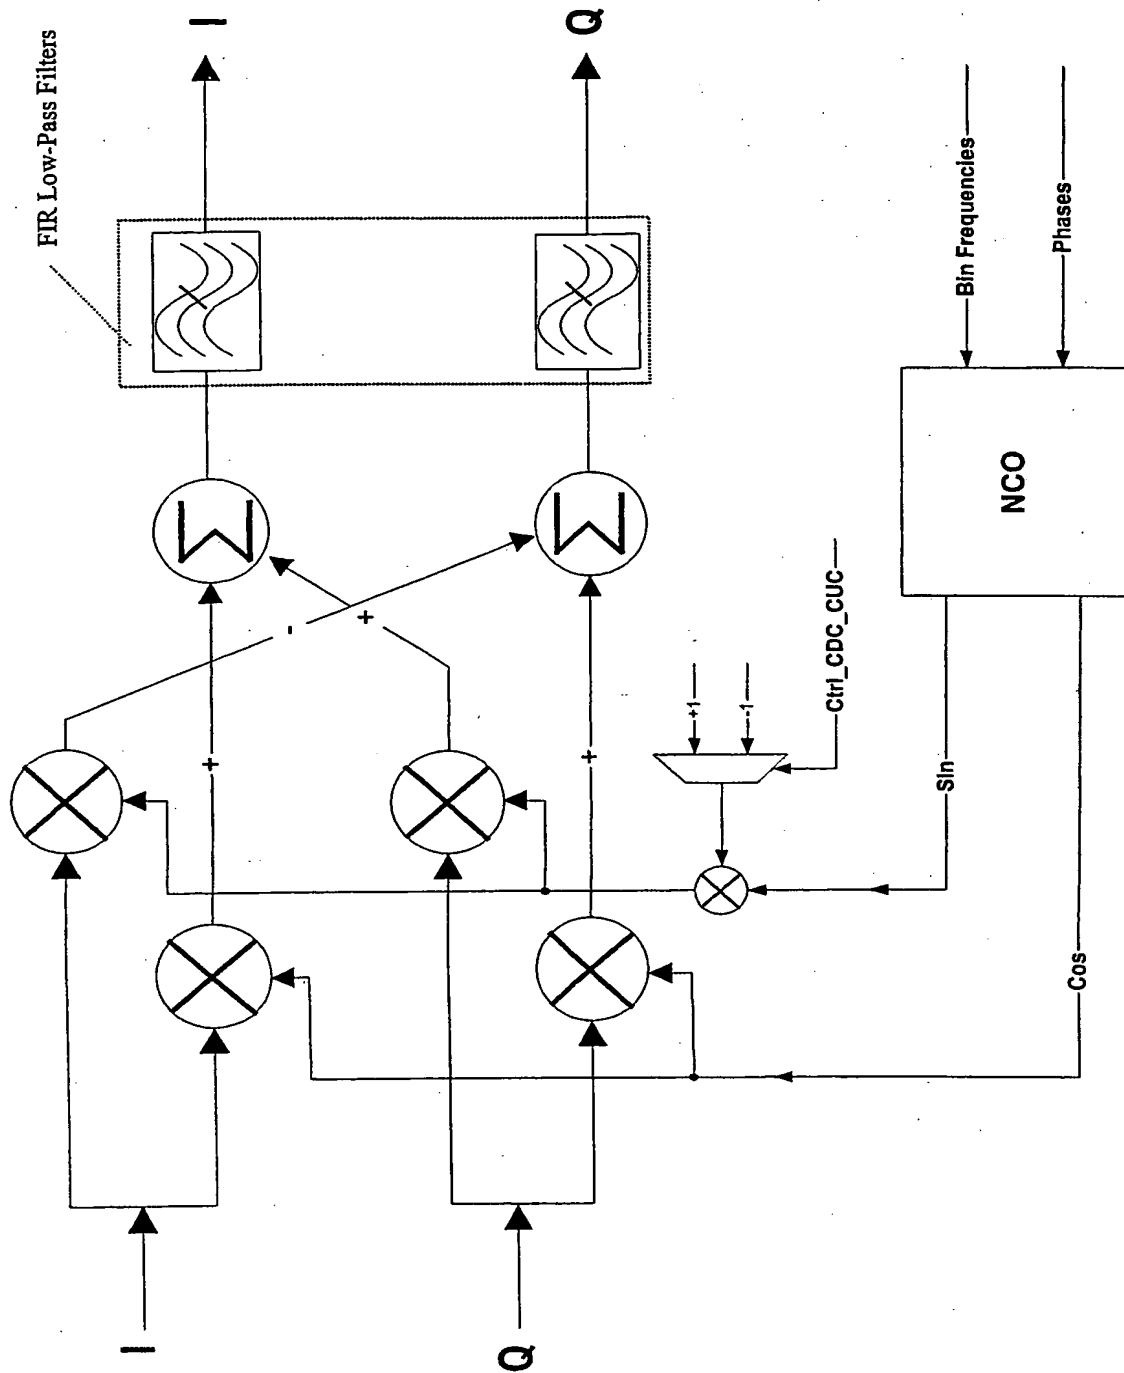 FIR Low-Pass Filters
I
Q
I
Q
+
-
+
+
Σ
Σ
+1
-1
Ctrl_CDC_CUC
Sin
Cos
NCO
Bin Frequencies
Phases